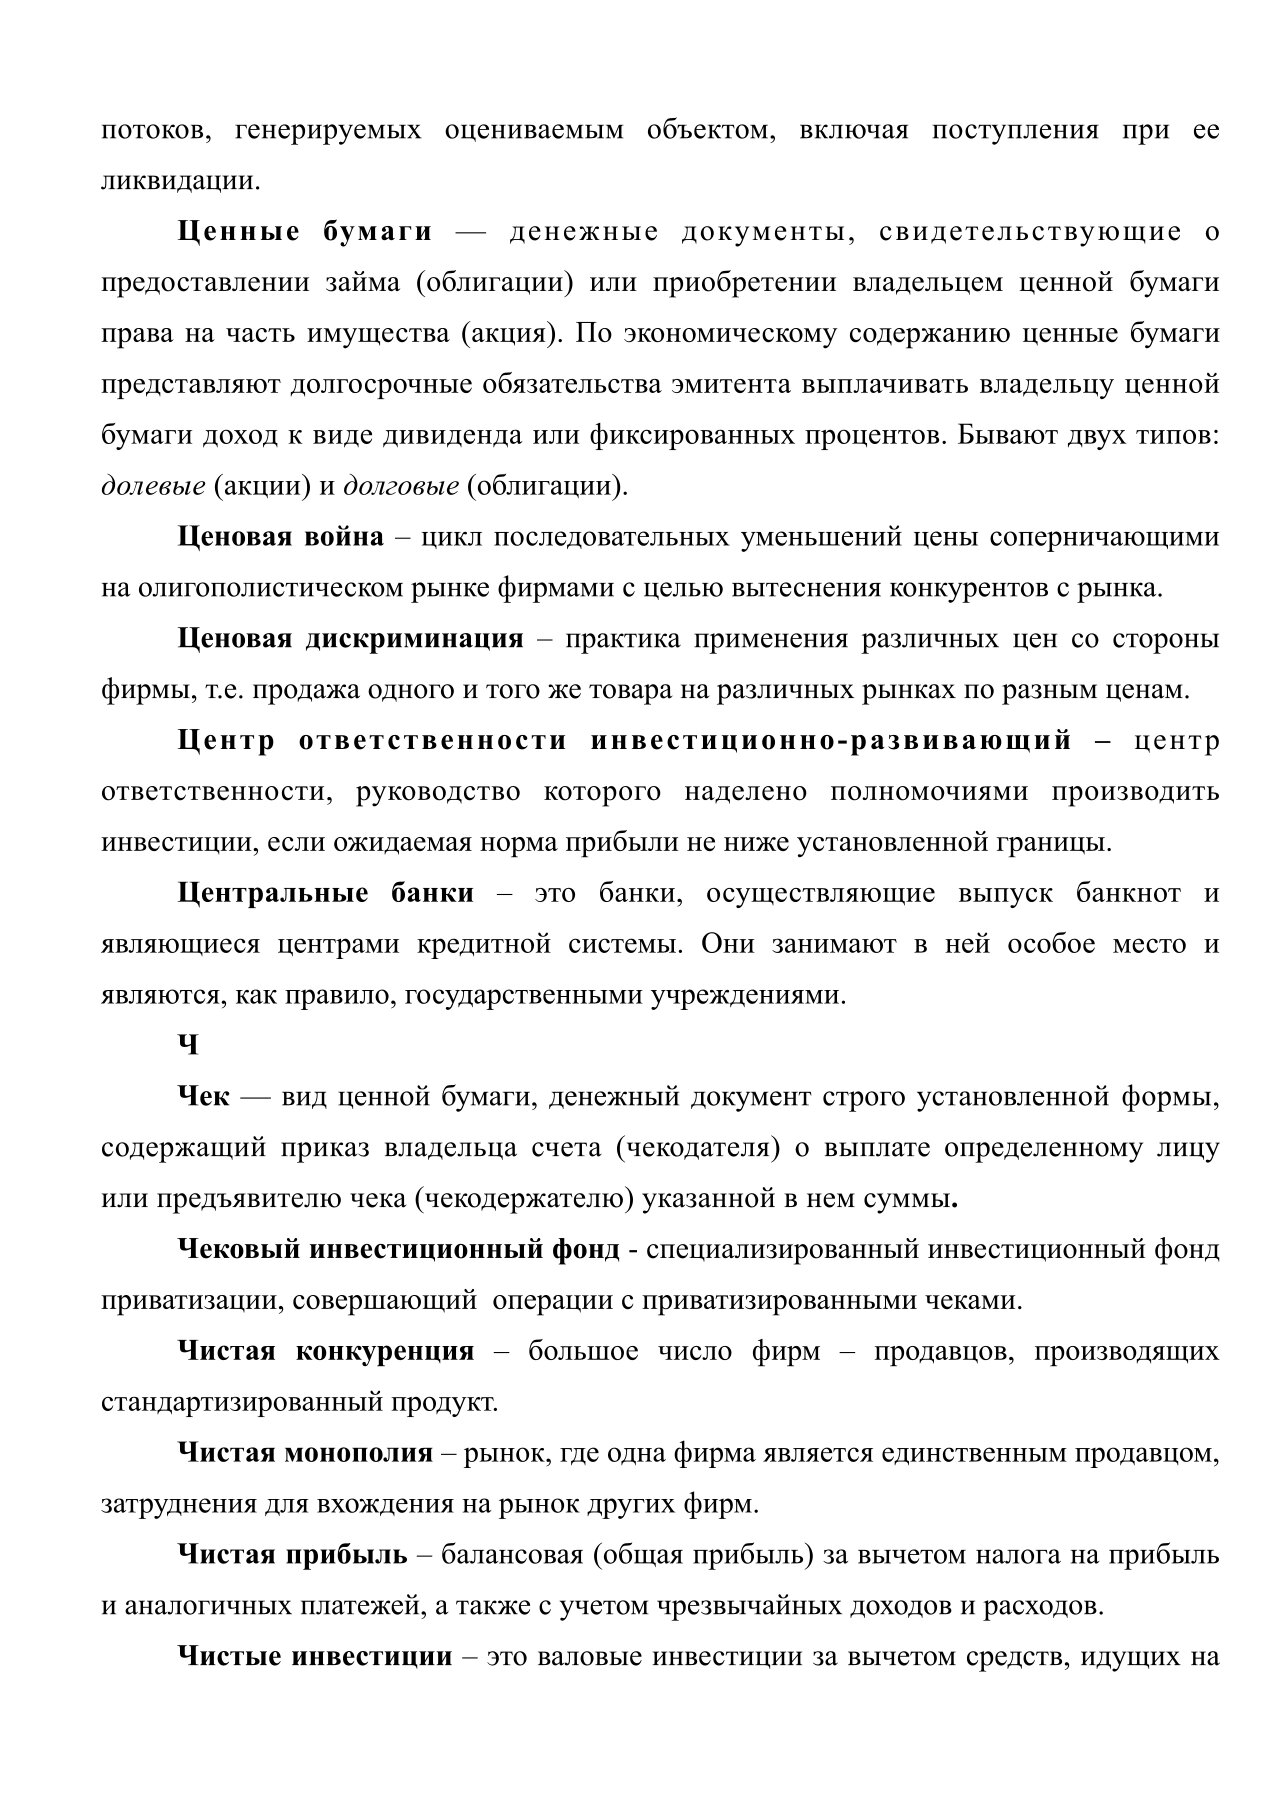 потоков, генерируемых оцениваемым объектом, включая поступления при ее
ликвидации.
Ценные бумаги — денежные документы, свидетельствующие о
предоставлении займа (облигации) или приобретении владельцем ценной бумаги
права на часть имущества (акция). По экономическому содержанию ценные бумаги
представляют долгосрочные обязательства эмитента выплачивать владельцу ценной
бумаги доход к виде дивиденда или фиксированных процентов. Бывают двух типов:
долевые (акции) и долговые (облигации).
Ценовая война – цикл последовательных уменьшений цены соперничающими
на олигополистическом рынке фирмами с целью вытеснения конкурентов с рынка.
Ценовая дискриминация – практика применения различных цен со стороны
фирмы, т.е. продажа одного и того же товара на различных рынках по разным ценам.
Центр ответственности инвестиционно-развивающий – центр
ответственности, руководство которого наделено полномочиями производить
инвестиции, если ожидаемая норма прибыли не ниже установленной границы.
Центральные банки – это банки, осуществляющие выпуск банкнот и
являющиеся центрами кредитной системы. Они занимают в ней особое место и
являются, как правило, государственными учреждениями.
Ч
Чек — вид ценной бумаги, денежный документ строго установленной формы,
содержащий приказ владельца счета (чекодателя) о выплате определенному лицу
или предъявителю чека (чекодержателю) указанной в нем суммы.
Чековый инвестиционный фонд - специализированный инвестиционный фонд
приватизации, совершающий операции с приватизированными чеками.
Чистая конкуренция – большое число фирм – продавцов, производящих
стандартизированный продукт.
Чистая монополия – рынок, где одна фирма является единственным продавцом,
затруднения для вхождения на рынок других фирм.
Чистая прибыль – балансовая (общая прибыль) за вычетом налога на прибыль
и аналогичных платежей, а также с учетом чрезвычайных доходов и расходов.
Чистые инвестиции – это валовые инвестиции за вычетом средств, идущих на